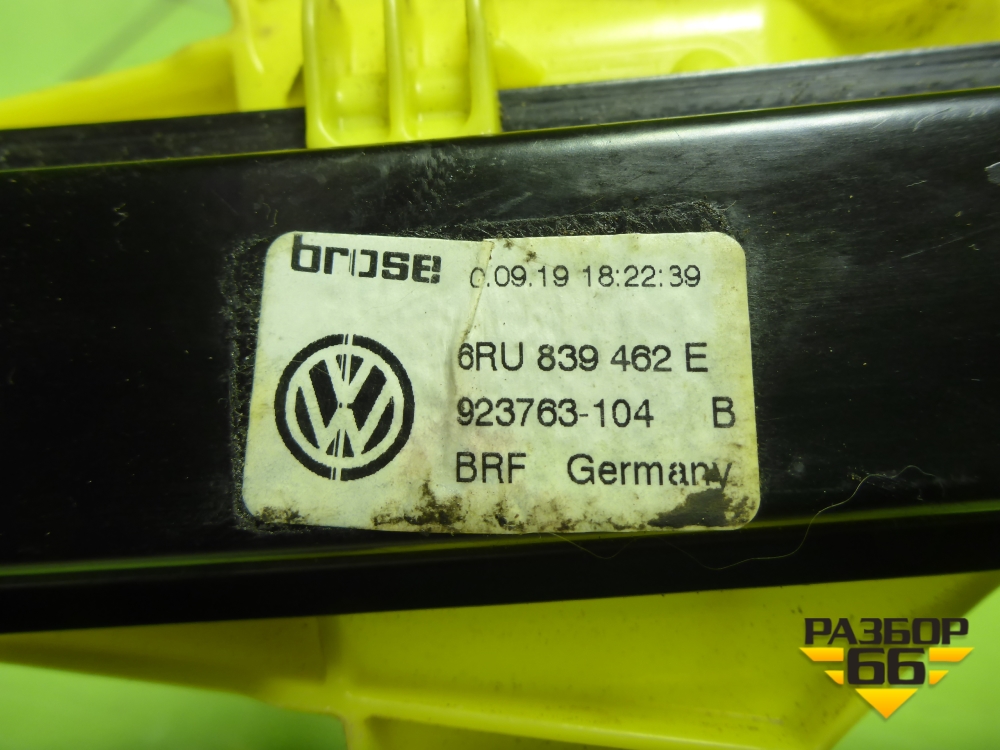 brose .09.19 18:22:39
6RU 839 462 E
923763-104 B
BRF Germany
РАЗБОР
66